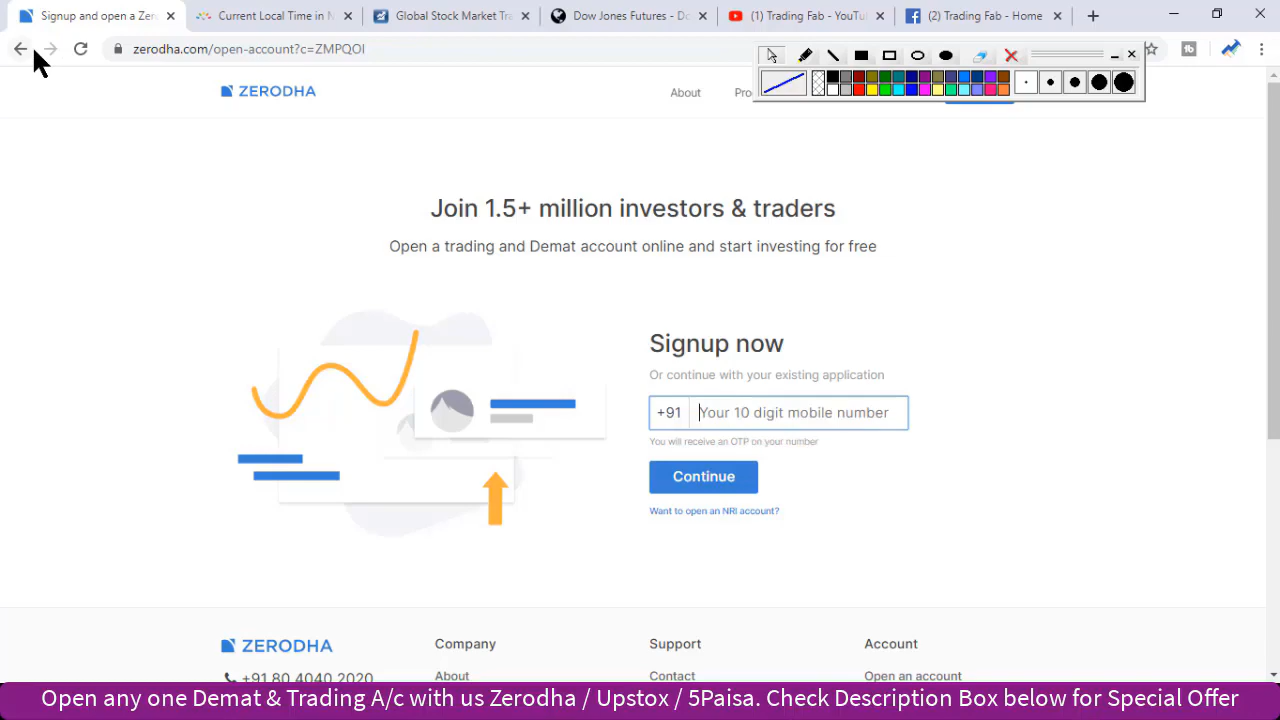 Signup and open a Zer
Current Local Time in N
Global Stock Market Tra
Dow Jones Futures - Do
(1) Trading Fab - YouTu
(2) Trading Fab - Home
zerodha.com/open-account?c=ZMPQOI
ZERODHA
About
Pro
Join 1.5+ million investors & traders
Open a trading and Demat account online and start investing for free
Signup now
Or continue with your existing application
+91 Your 10 digit mobile number
You will receive an OTP on your number
Continue
Want to open an NRI account?
ZERODHA
Company
Support
Account
+91 80 4040 2020
About
Contact
Open an account
Open any one Demat & Trading A/c with us Zerodha / Upstox / 5Paisa. Check Description Box below for Special Offer